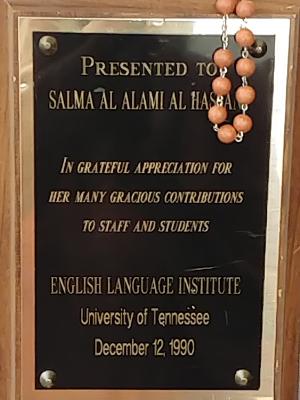 PRESENTED TO
SALMA AL ALAMI AL
IN GRATEFUL APPRECIATION FOR
HER MANY GRACIOUS CONTRIBUTIONS
TO STAFF AND STUDENTS
ENGLISH LANGUAGE INSTITUTE
University of Tennessee
December 12, 1990